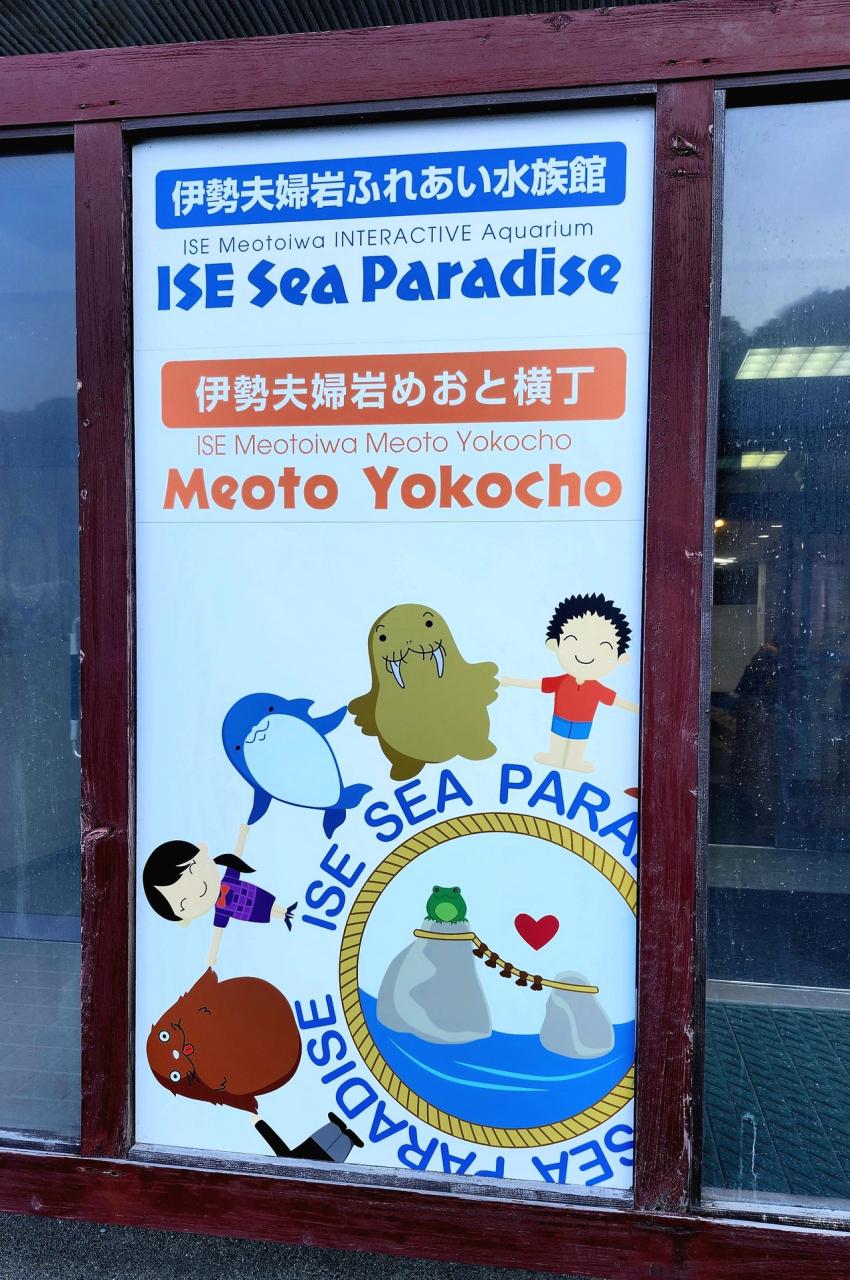 伊勢夫婦岩ふれあい水族館
ISE Meotoiwa INTERACTIVE Aquarium
ISE Sea Paradise
伊勢夫婦岩めおと横丁
ISE Meotoiwa Meoto Yokocho
Meoto Yokocho
ISE SEA PARA
SEA PARADISE